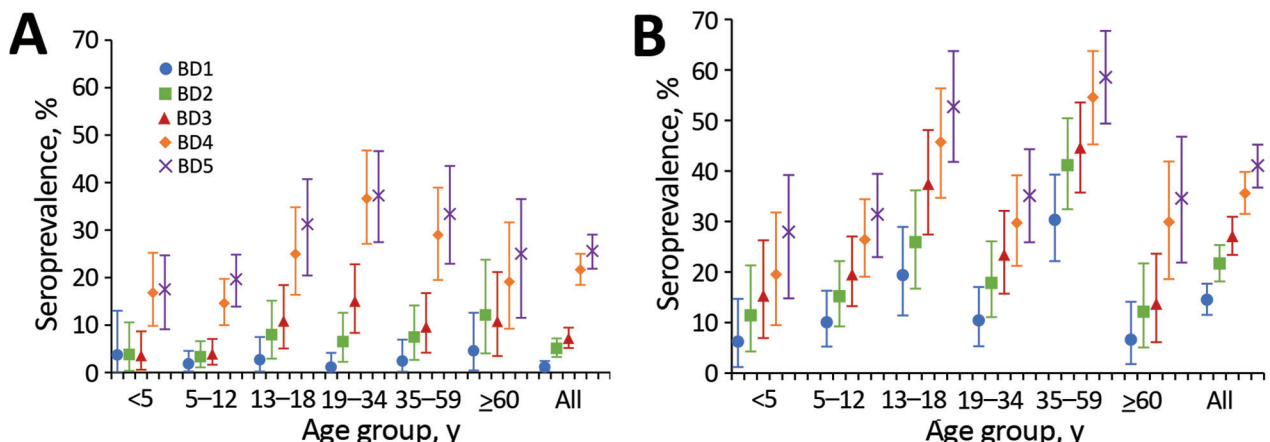 A
Seroprevalence, %
70
60
50
40
30
20
10
0
BD1
BD2
BD3
BD4
BD5
<5 5–12 13–18 19–34 35–59 ≥60 All
Age group, y
B
Seroprevalence, %
70
60
50
40
30
20
10
0
<5 5–12 13–18 19–34 35–59 ≥60 All
Age group, y